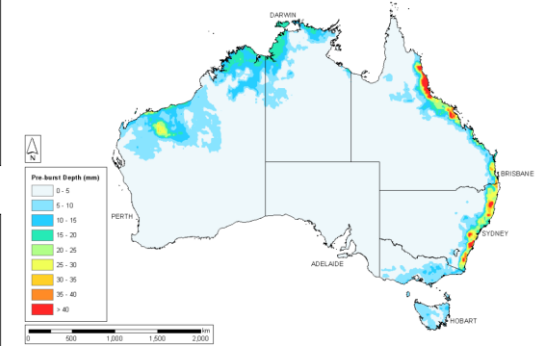 DARWIN
BRISBANE
PERTH
SYDNEY
ADELAIDE
HOBART
N
Pre-burst Depth (mm)
0 - 5
5 - 10
10 - 15
15 - 20
20 - 25
25 - 30
30 - 35
35 - 40
> 40
km
0 500 1,000 1,500 2,000